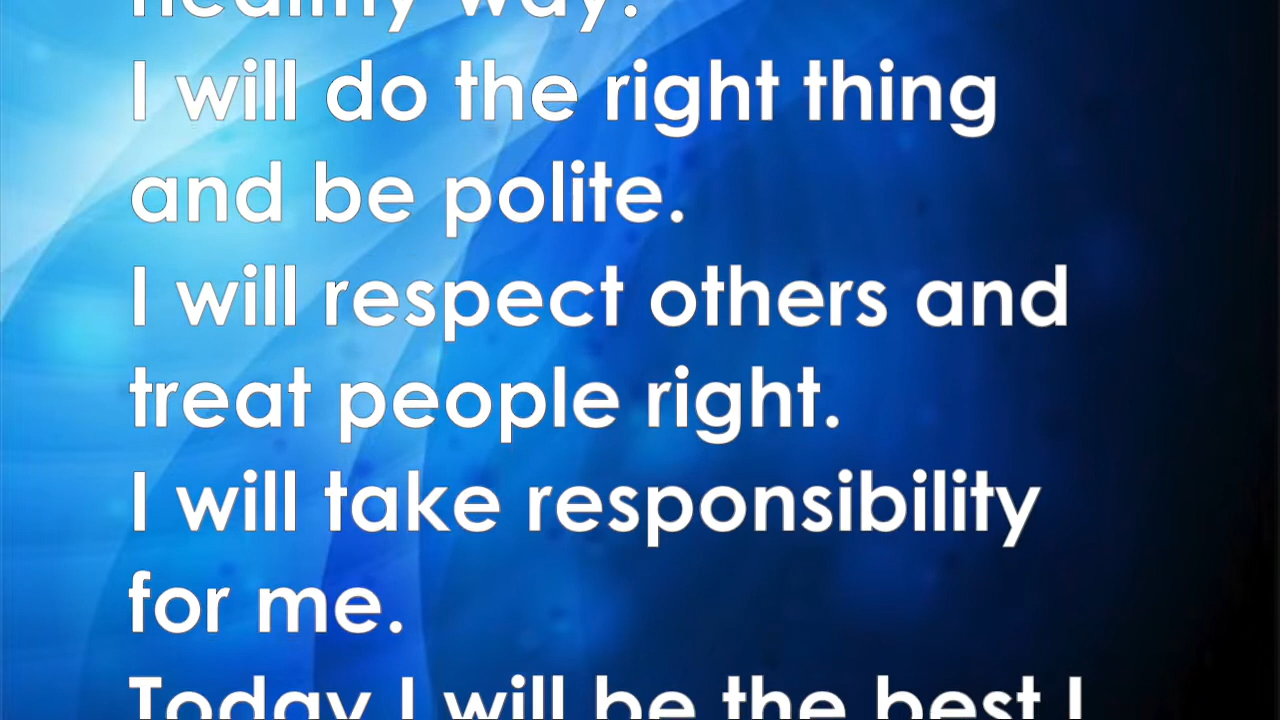 healthy way.
I will do the right thing
and be polite.
I will respect others and
treat people right.
I will take responsibility
for me.
Today I will be the best I